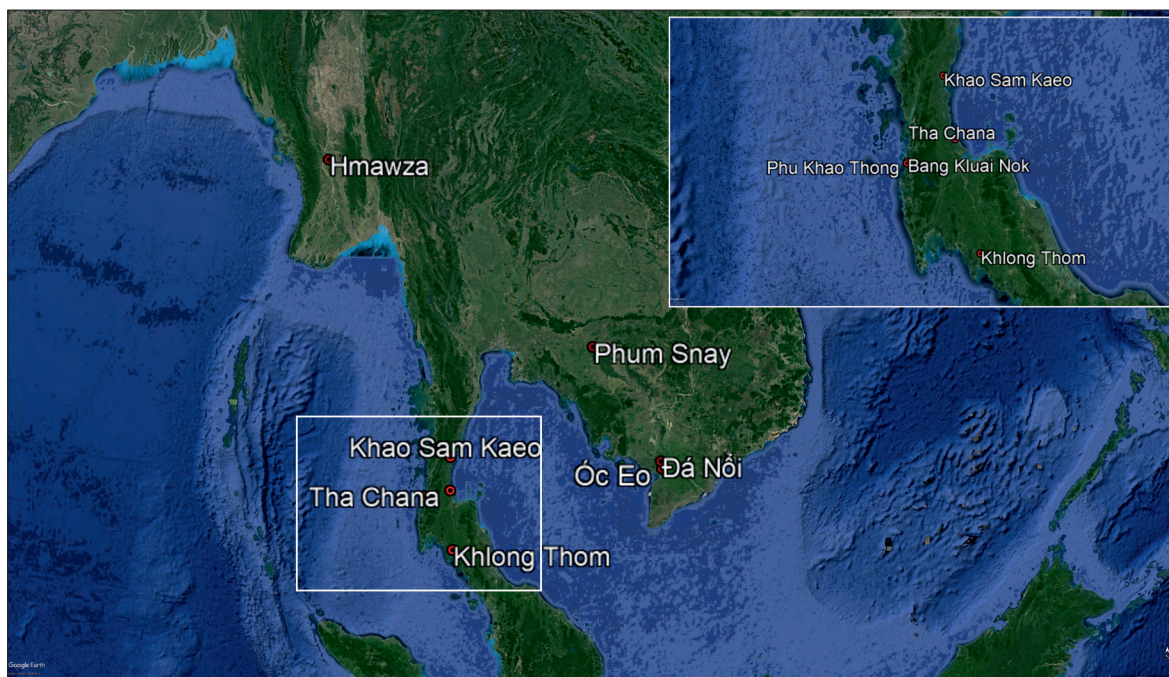 Khao Sam Kaeo
Tha Chana
Phu Khao Thong
Bang Kluai Nok
Khlong Thom
Hmawza
Phum Snay
Khao Sam Kaeo
Óc Eo
Đá Nổi
Tha Chana
Khlong Thom
Google Earth